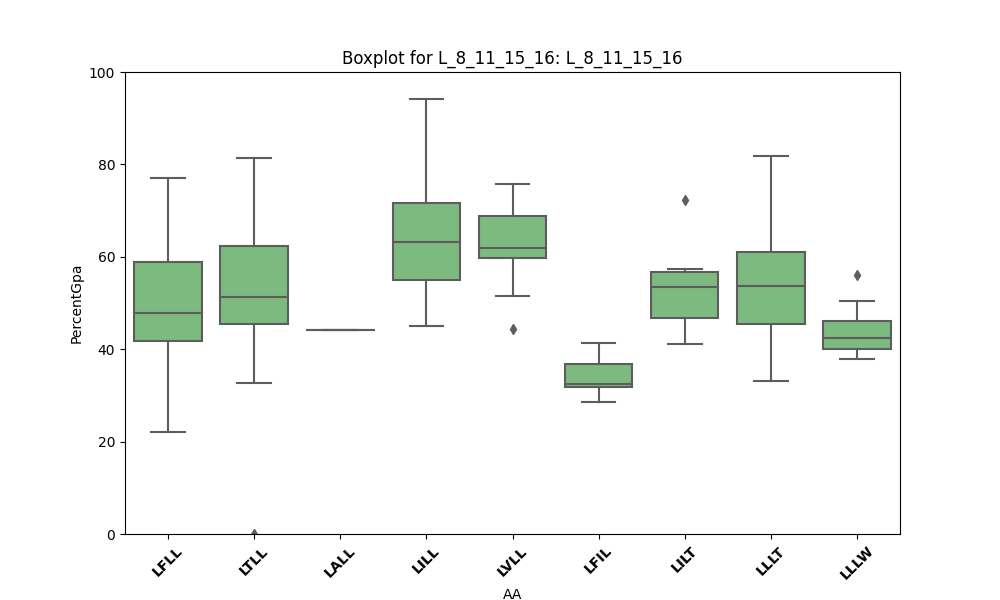 Boxplot for L_8_11_15_16: L_8_11_15_16
100
80
60
40
20
0
PercentGpa
LFLL
LTLL
LALL
LILL
LVLL
LFIL
LILT
LLLT
LLLW
AA